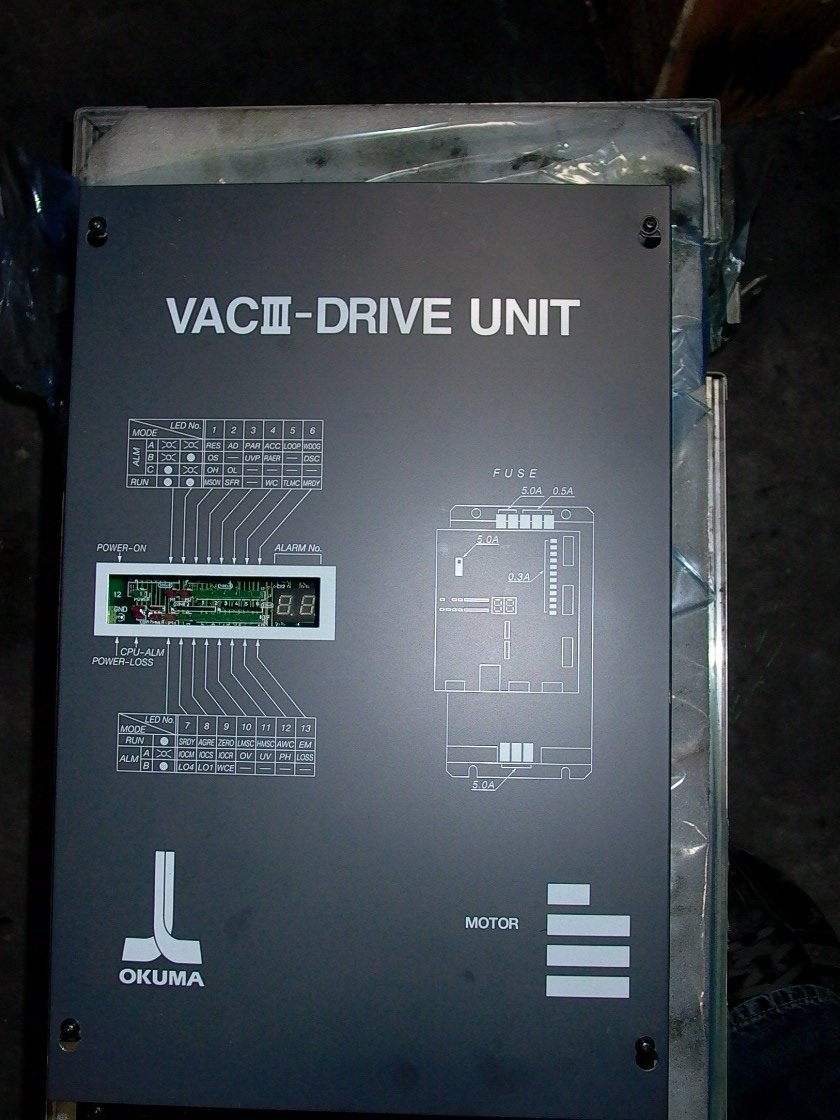 VACIII-DRIVE UNIT
LED No. 1 2 3 4 5 6
MODE
ALM A RES AD PAR ACC LOOP WDOG
B OS — UVP RAER — DSC
C OH OL — — — —
RUN MSON SFR — WC TLMC MRDY
FUSE
5.0A 0.5A
5.0A
0.3A
POWER-ON
ALARM No.
12
GND
CPU-ALM
POWER-LOSS
LED No. 7 8 9 10 11 12 13
MODE
RUN SRDY AGRE ZERO LMSC HMSC AWC EM
ALM A IOCM IOCS IOCR OV UV PH LOSS
B LO4 LO1 WCE — — — —
5.0A
MOTOR
OKUMA